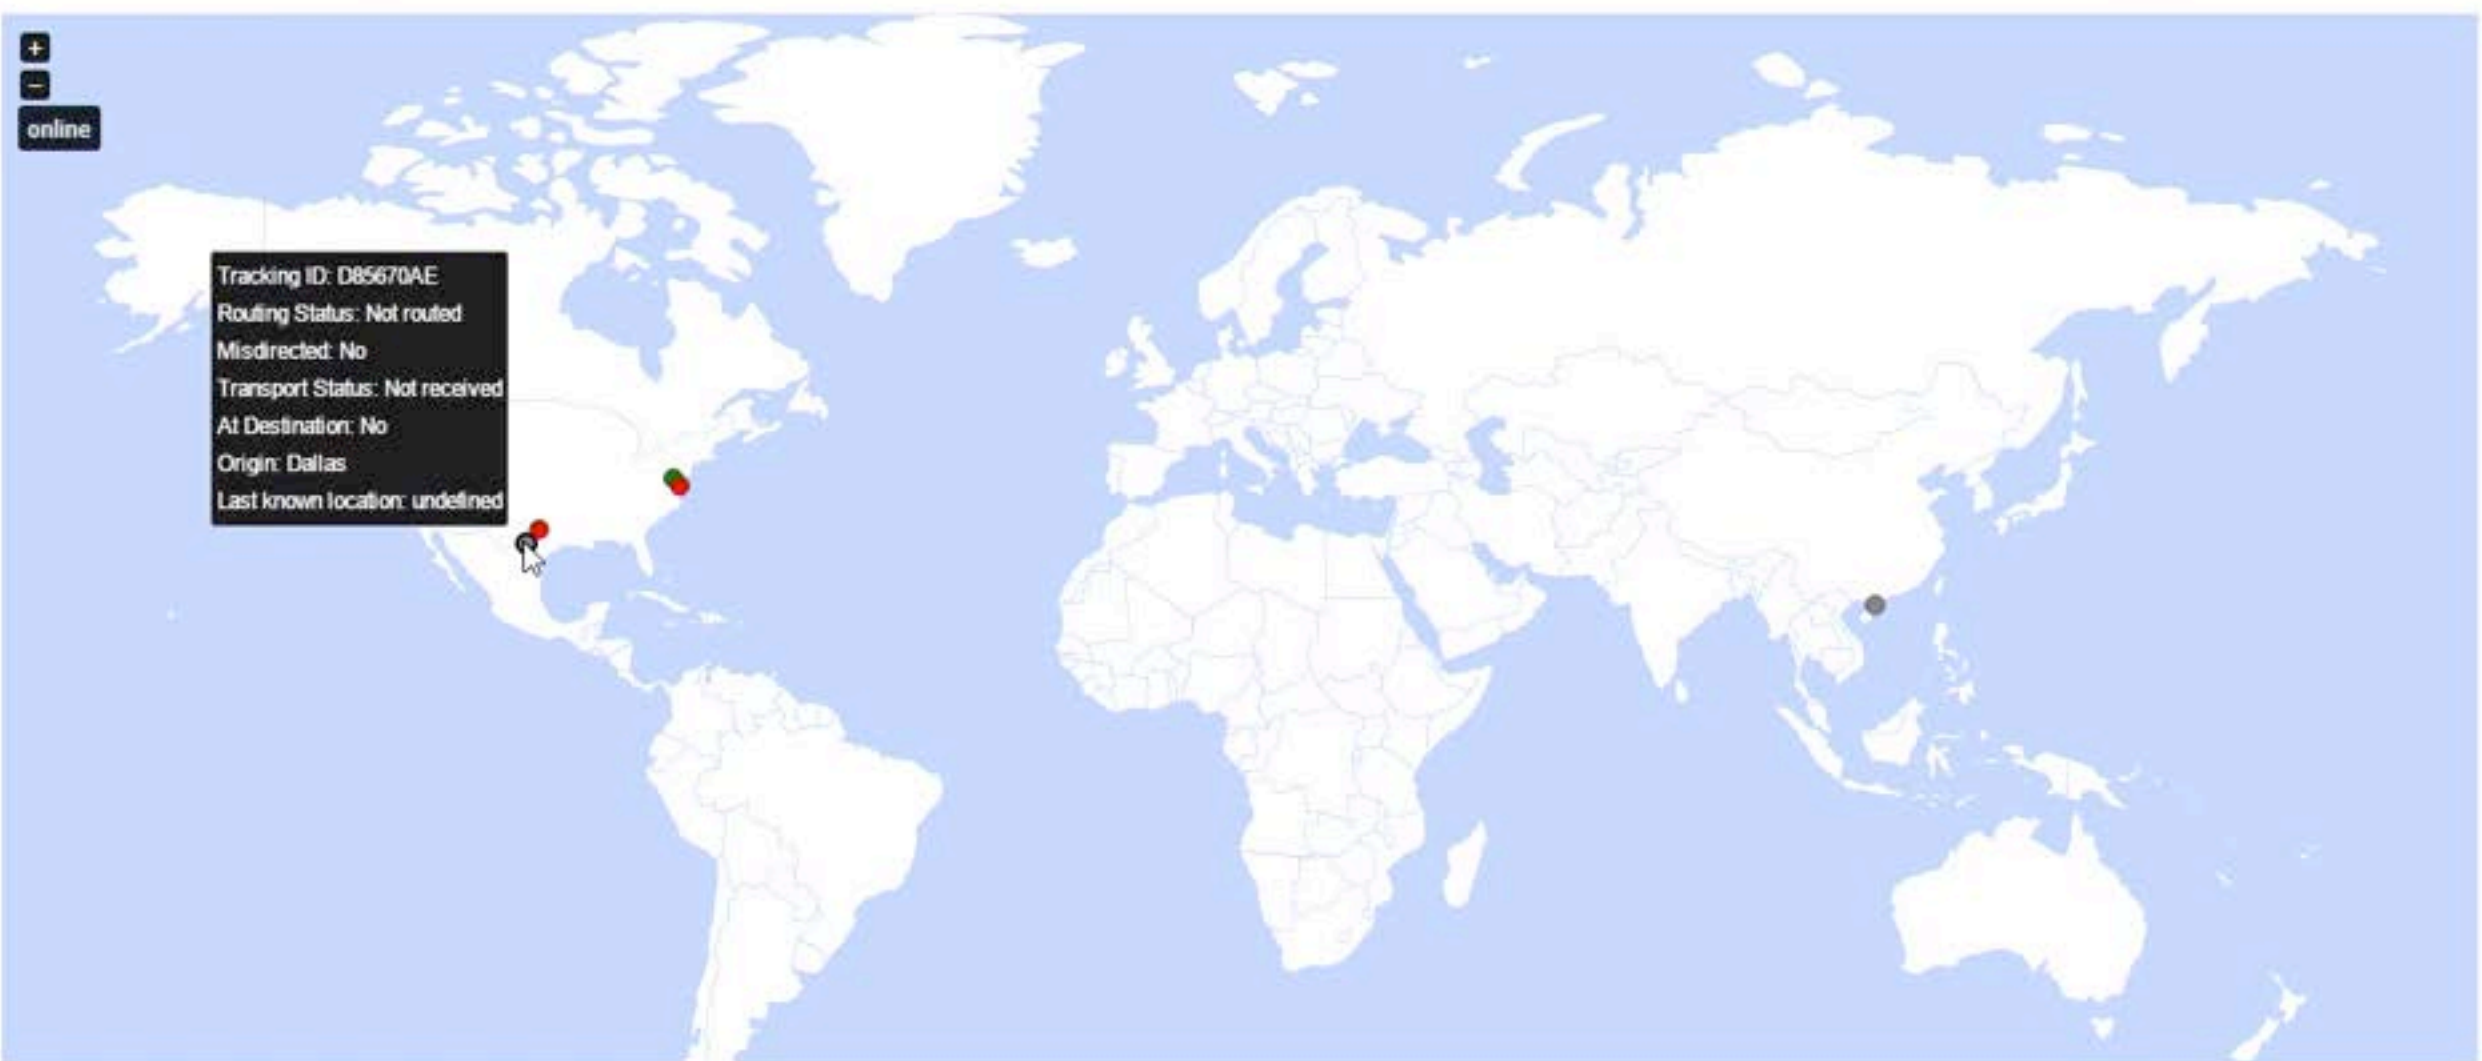 +
−
online
Tracking ID: D85670AE
Routing Status: Not routed
Misdirected: No
Transport Status: Not received
At Destination: No
Origin: Dallas
Last known location: undefined